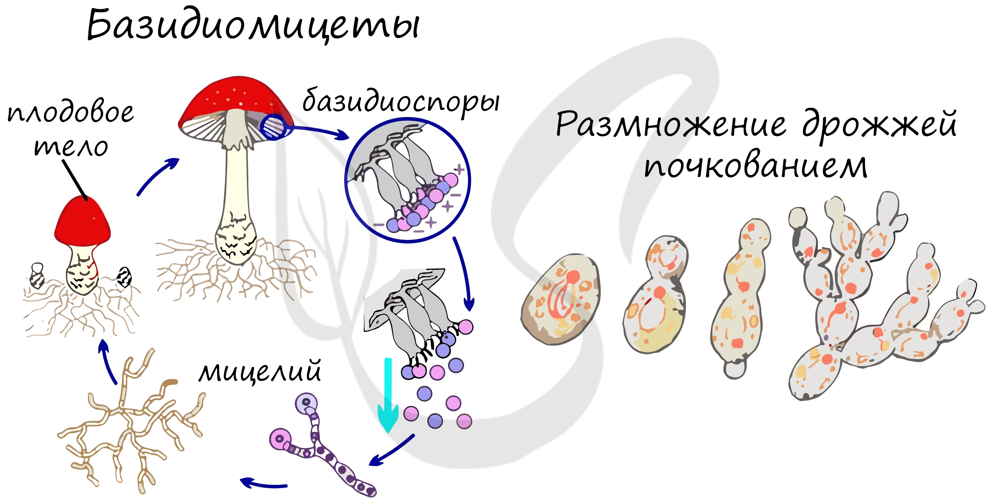 Базидиомицеты
плодовое
тело
базидиоспоры
мицелий
Размножение дрожжей
почкованием